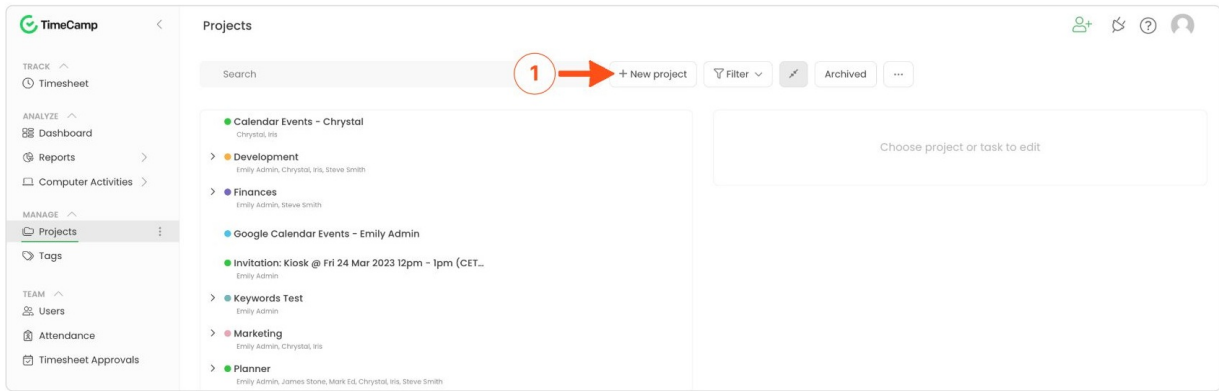 TimeCamp
Projects
TRACK
Timesheet
ANALYZE
Dashboard
Reports
Computer Activities
MANAGE
Projects
Tags
TEAM
Users
Attendance
Timesheet Approvals
Search
1
+ New project
Filter
Archived
...
Calendar Events - Chrystal
Chrystal, Iris
Development
Emily Admin, Chrystal, Iris, Steve Smith
Finances
Emily Admin, Steve Smith
Google Calendar Events - Emily Admin
Invitation: Kiosk @ Fri 24 Mar 2023 12pm - 1pm (CET...
Emily Admin
Keywords Test
Emily Admin
Marketing
Emily Admin, Chrystal, Iris
Planner
Emily Admin, James Stone, Mark Ed, Chrystal, Iris, Steve Smith
Choose project or task to edit